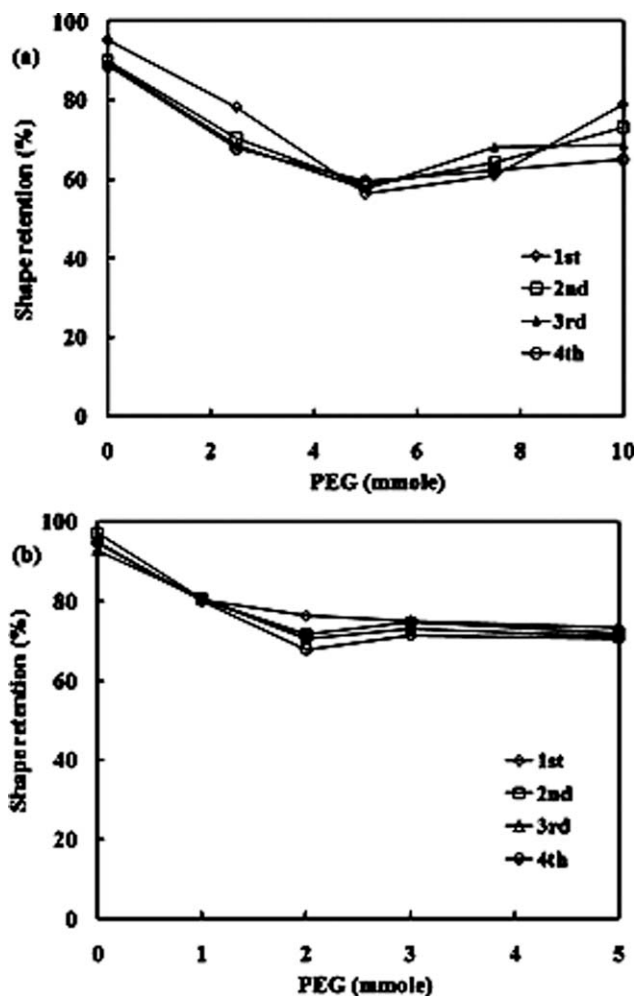 (a)
Shape retention (%)
100
80
60
40
20
0
1st
2nd
3rd
4th
0 2 4 6 8 10
PEG (mmole)
(b)
Shape retention (%)
100
80
60
40
20
0
1st
2nd
3rd
4th
0 1 2 3 4 5
PEG (mmole)